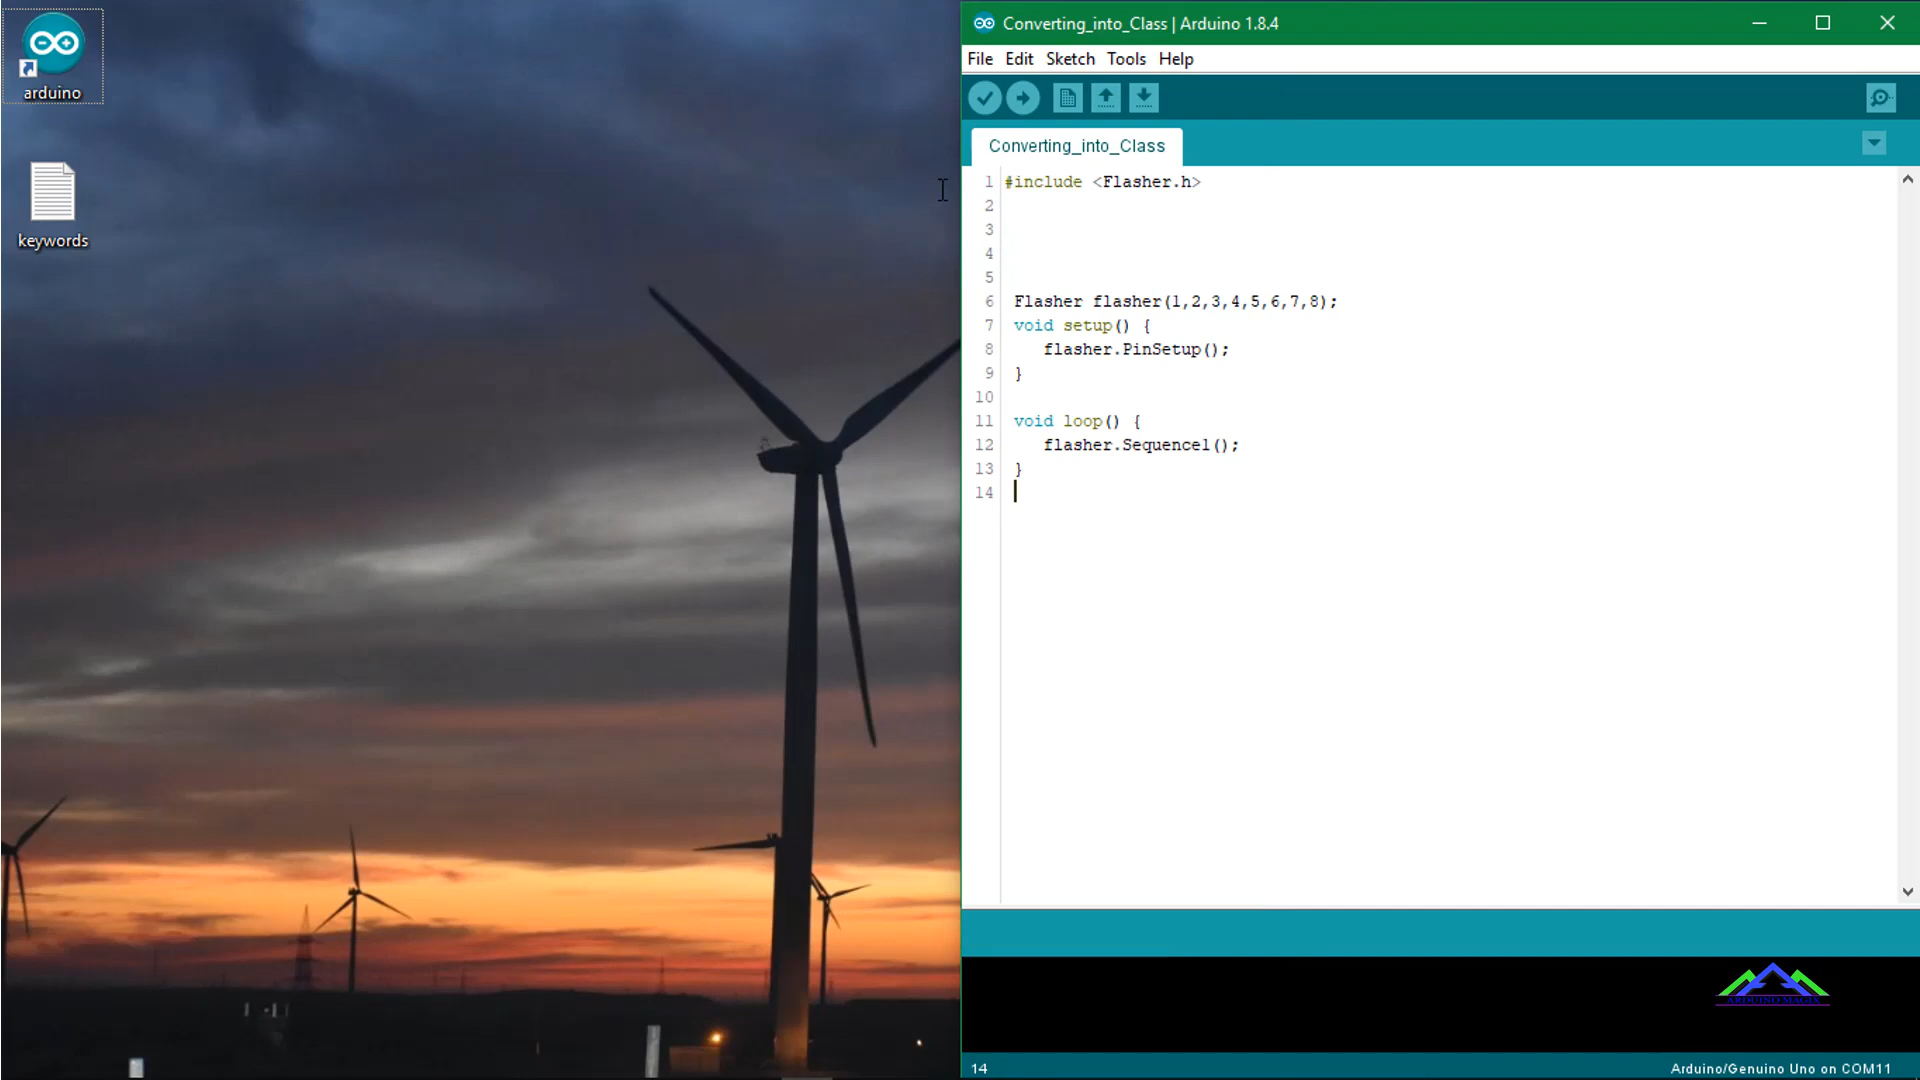 arduino
keywords
Converting_into_Class | Arduino 1.8.4
File Edit Sketch Tools Help
Converting_into_Class
1 #include <Flasher.h>
2
3
4
5
6 Flasher flasher(1,2,3,4,5,6,7,8);
7 void setup() {
8 flasher.PinSetup();
9 }
10
11 void loop() {
12 flasher.Sequence1();
13 }
14
ARDUINO MAGIX
14
Arduino/Genuino Uno on COM11